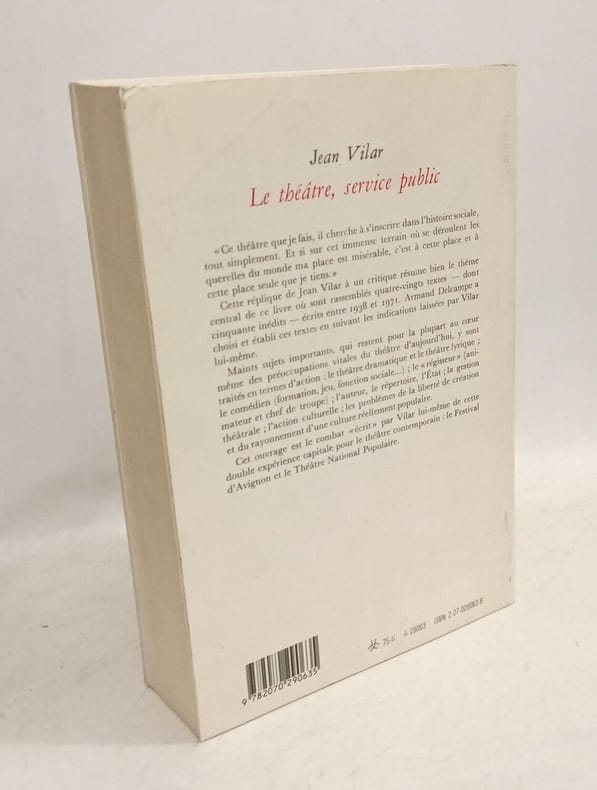 Jean Vilar
Le théâtre, service public
«Ce théâtre que je fais, il cherche à s'inscrire dans l'histoire sociale,
tout simplement. Et si sur cet immense terrain où se déroulent les
querelles du monde ma place est misérable, c'est à cette place et à
cette place seule que je tiens.»
Cette réplique de Jean Vilar à un critique résume bien le thème
central de ce livre où sont rassemblés quatre-vingts textes — dont
cinquante inédits — écrits entre 1938 et 1971. Armand Delcampe a
choisi et établi ces textes en suivant les indications laissées par Vilar
lui-même.
Maints sujets importants, qui restent pour la plupart au cœur
même des préoccupations vitales du théâtre d'aujourd'hui, y sont
traités en termes d'action : le théâtre dramatique et le théâtre lyrique ;
le comédien (formation, jeu, fonction sociale...) ; le «régisseur» (ani-
mateur et chef de troupe) ; l'auteur, le répertoire, l'État ; la gestion
théâtrale ; l'action culturelle ; les problèmes de la liberté de création
et du rayonnement d'une culture réellement populaire.
Cet ouvrage est le combat «écrit» par Vilar lui-même de cette
double expérience capitale pour le théâtre contemporain : le Festival
d'Avignon et le Théâtre National Populaire.
75-II A 29063 ISBN 2-07-029063-8
9 782070 290635